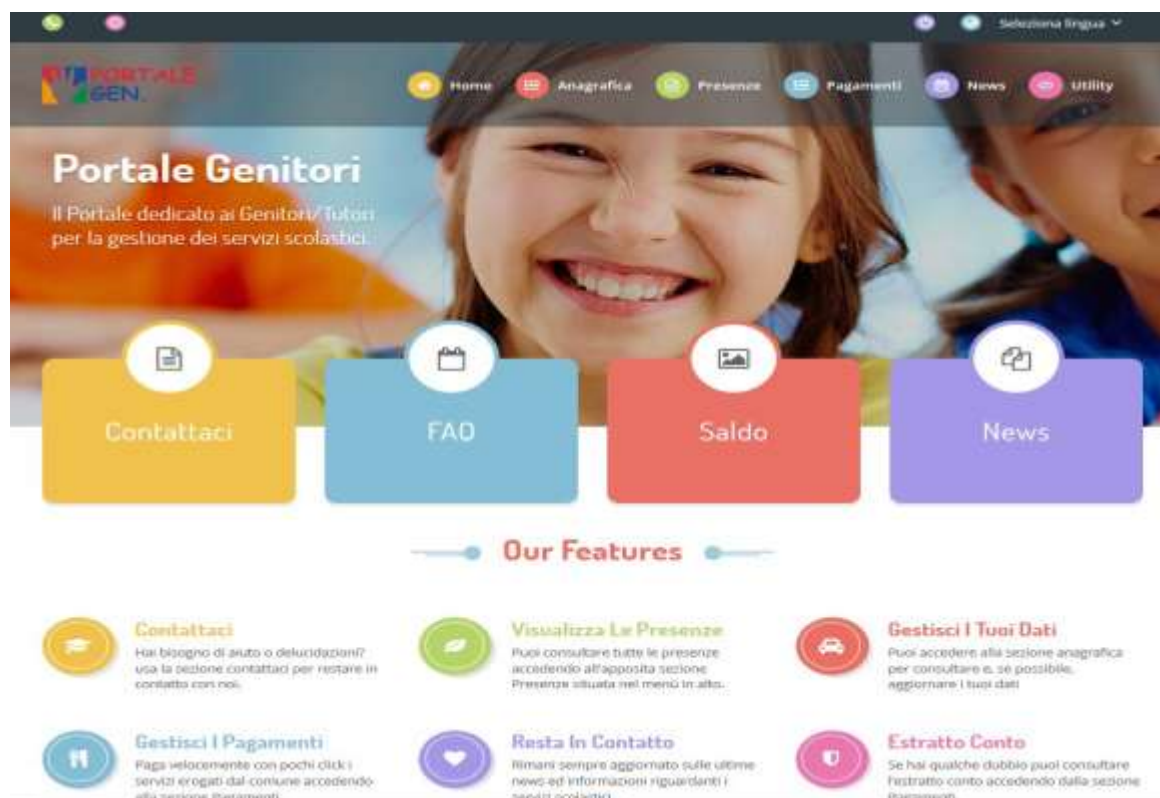 Seleziona lingua
PORTALE
GEN.
Home Anagrafica Presenze Pagamenti News Utility
Portale Genitori
Il Portale dedicato ai Genitori/Tutori
per la gestione dei servizi scolastici.
Contattaci FAQ Saldo News
Our Features
Contattaci
Hai bisogno di aiuto o delucidazioni?
usa la sezione contattaci per restare in
contatto con noi.
Visualizza Le Presenze
Puoi consultare tutte le presenze
accedendo all'apposita sezione
Presenze situata nel menù in alto.
Gestisci I Tuoi Dati
Puoi accedere alla sezione anagrafica
per consultare e, se possibile,
aggiornare i tuoi dati
Gestisci I Pagamenti
Paga velocemente con pochi click i
servizi erogati dal comune accedendo
alla sezione Pagamenti
Resta In Contatto
Rimani sempre aggiornato sulle ultime
news ed informazioni riguardanti i
servizi scolastici
Estratto Conto
Se hai qualche dubbio puoi consultare
l'estratto conto accedendo dalla sezione
Pagamenti